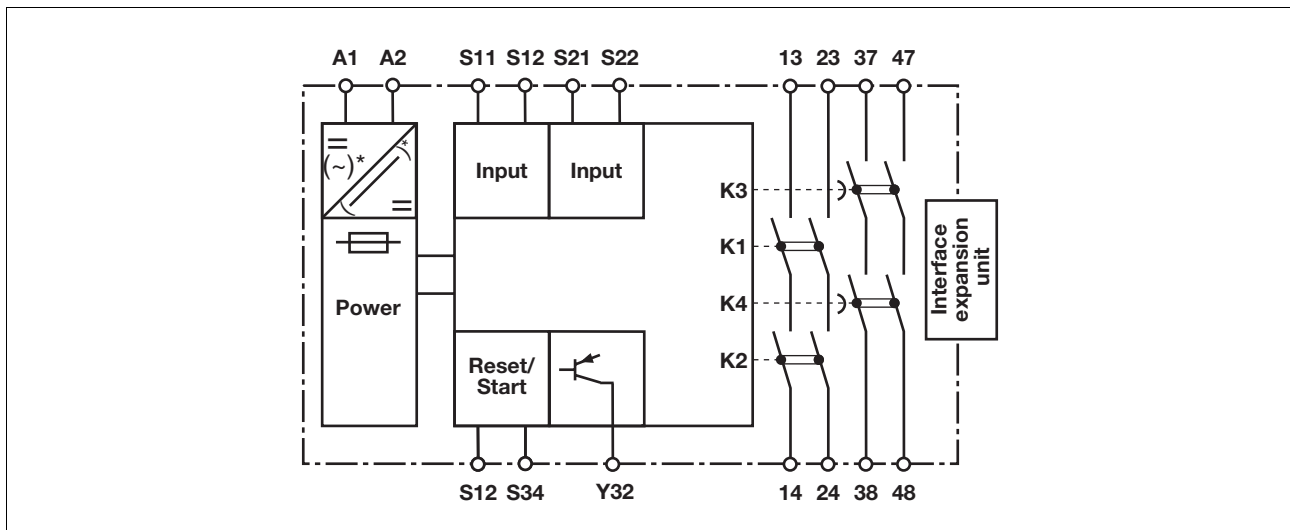 A1 A2 S11 S12 S21 S22 13 23 37 47
=
(~)* ( )*
=
Input Input
K3
K1
K4
K2
Power
Reset/
Start
Interface
expansion
unit
S12 S34 Y32 14 24 38 48